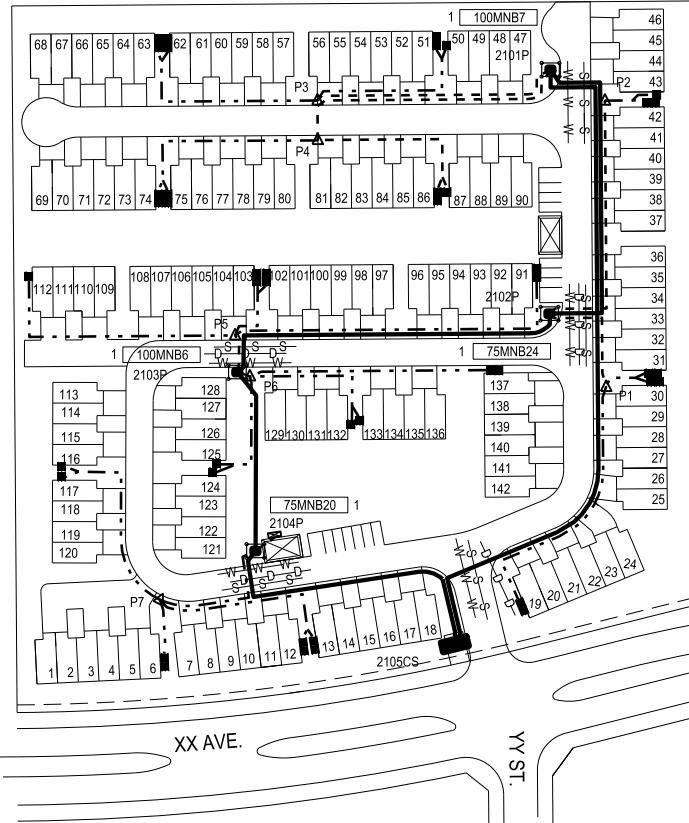 1 100MNB7
46
45
44
43
68 67 66 65 64 63 62 61 60 59 58 57 56 55 54 53 52 51 50 49 48 47
2101P
P3
P2
W S
W S
W S
P4
42
41
40
39
38
37
69 70 71 72 73 74 75 76 77 78 79 80 81 82 83 84 85 86 87 88 89 90
36
35
34
33
32
31
112 111 110 109 108 107 106 105 104 103 102 101 100 99 98 97 96 95 94 93 92 91
2102P
W D S
W S
W D S
P5
1 100MNB6
S S S
D D D
W W
1 75MNB24
2103P
P6
P1
113
114
115
116
117
118
119
120
128
127
126
125
124
123
122
121
129 130 131 132 133 134 135 136
137
138
139
140
141
142
30
29
28
27
26
25
75MNB20 1
2104P
W W W
D D D
S S S
W S D
W S
W S D
P7
1 2 3 4 5 6 7 8 9 10 11 12 13 14 15 16 17 18
19 20 21 22 23 24
2105CS
XX AVE.
YY ST.